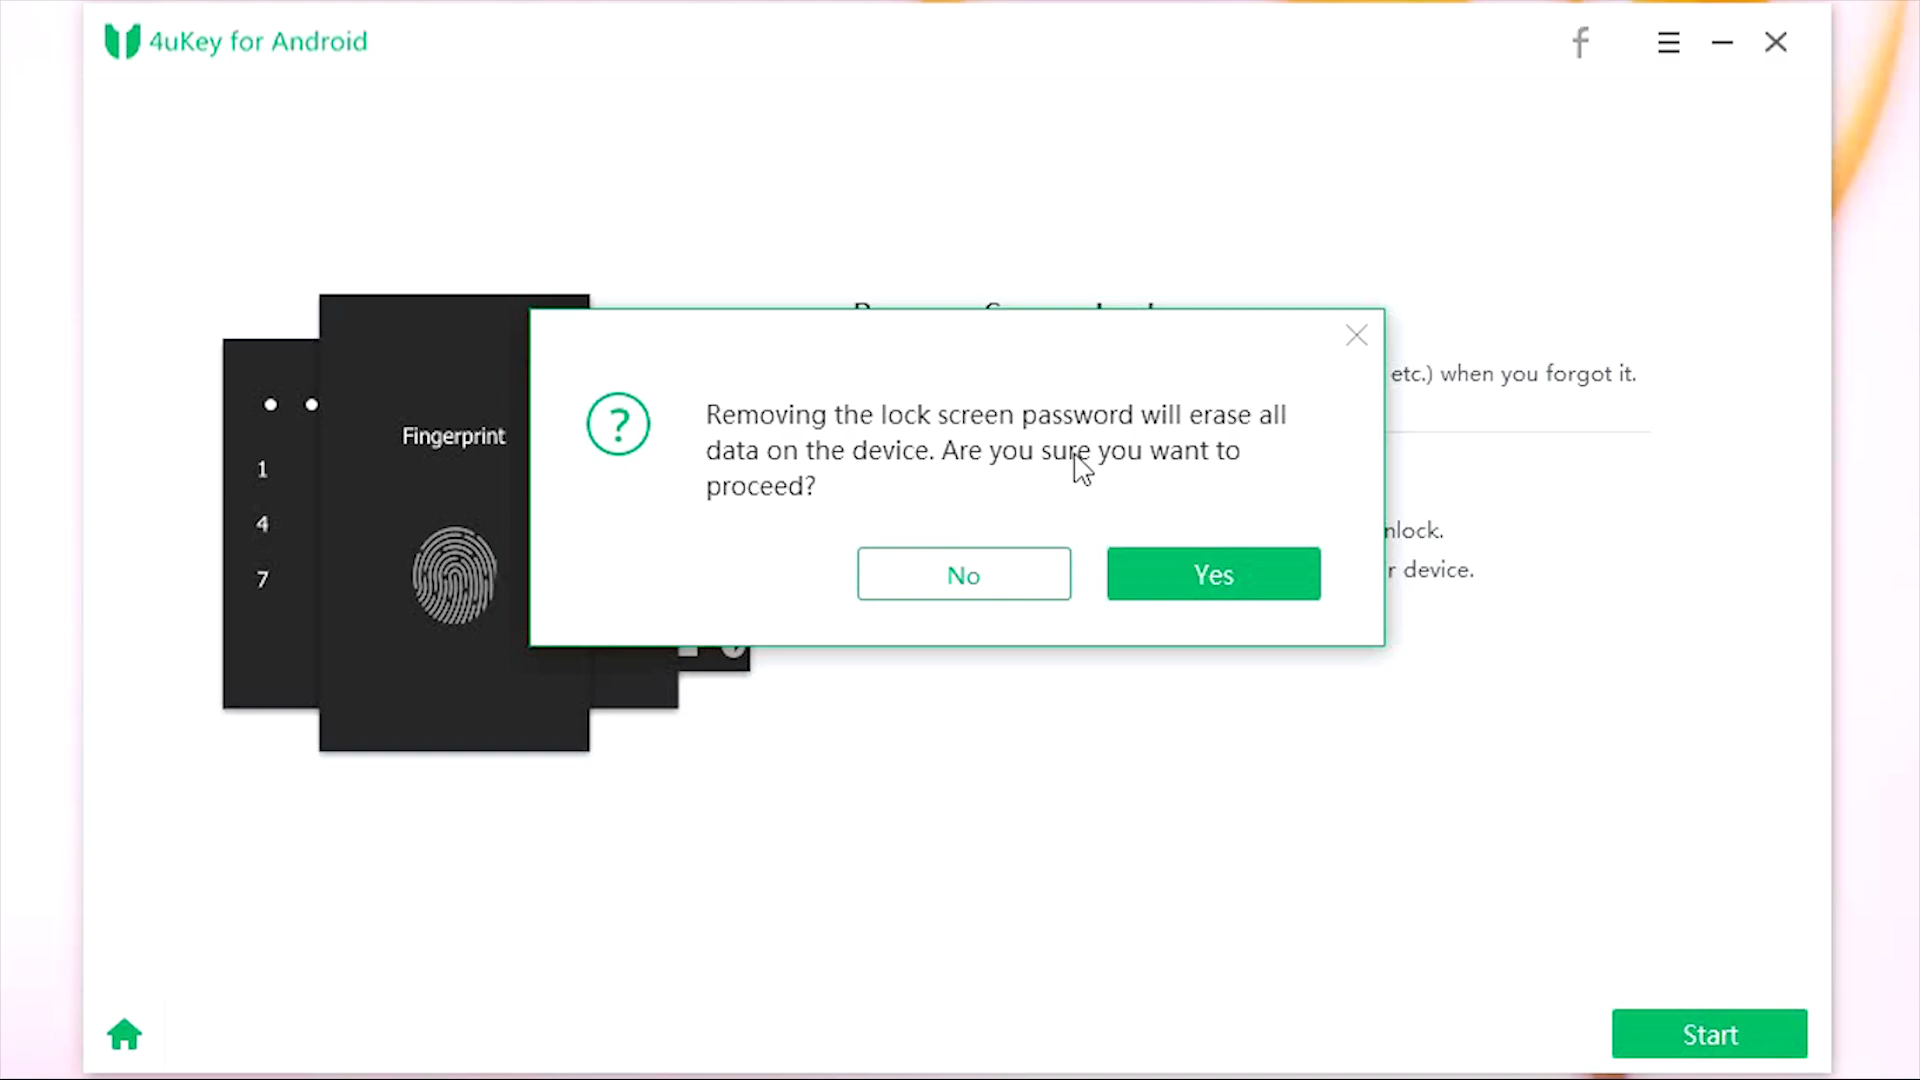 4uKey for Android
etc.) when you forgot it.
Fingerprint
1
4
7
Removing the lock screen password will erase all
data on the device. Are you sure you want to
proceed?
No
Yes
nlock.
r device.
Start